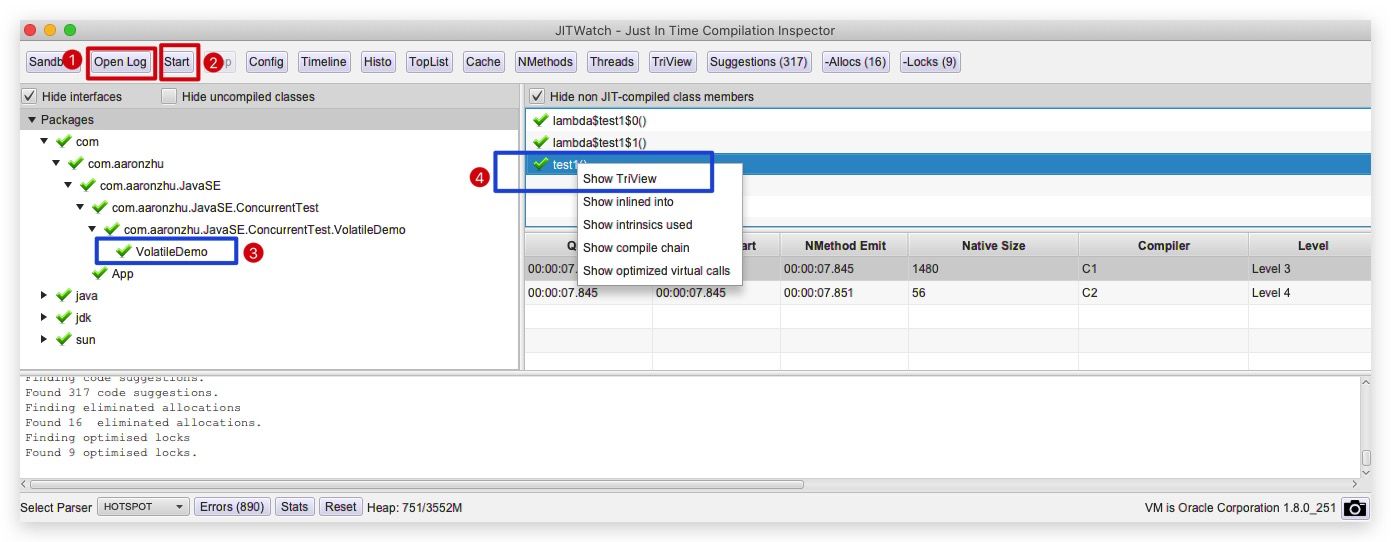 JITWatch - Just In Time Compilation Inspector
Sandb 1 Open Log Start 2 p Config Timeline Histo TopList Cache NMethods Threads TriView Suggestions (317) -Allocs (16) -Locks (9)
Hide interfaces Hide uncompiled classes
Packages
com
com.aaronzhu
com.aaronzhu.JavaSE
com.aaronzhu.JavaSE.ConcurrentTest
com.aaronzhu.JavaSE.ConcurrentTest.VolatileDemo
VolatileDemo 3
App
java
jdk
sun
Hide non JIT-compiled class members
lambda$test1$0()
lambda$test1$1()
4 test1()
Show TriView
Show inlined into
Show intrinsics used
Show compile chain
Show optimized virtual calls
Q art NMethod Emit Native Size Compiler Level
00:00:07.845 1480 C1 Level 3
00:00:07.845 00:00:07.845 00:00:07.851 56 C2 Level 4
Finding code suggestions.
Found 317 code suggestions.
Finding eliminated allocations
Found 16 eliminated allocations.
Finding optimised locks
Found 9 optimised locks.
Select Parser HOTSPOT Errors (890) Stats Reset Heap: 751/3552M VM is Oracle Corporation 1.8.0_251